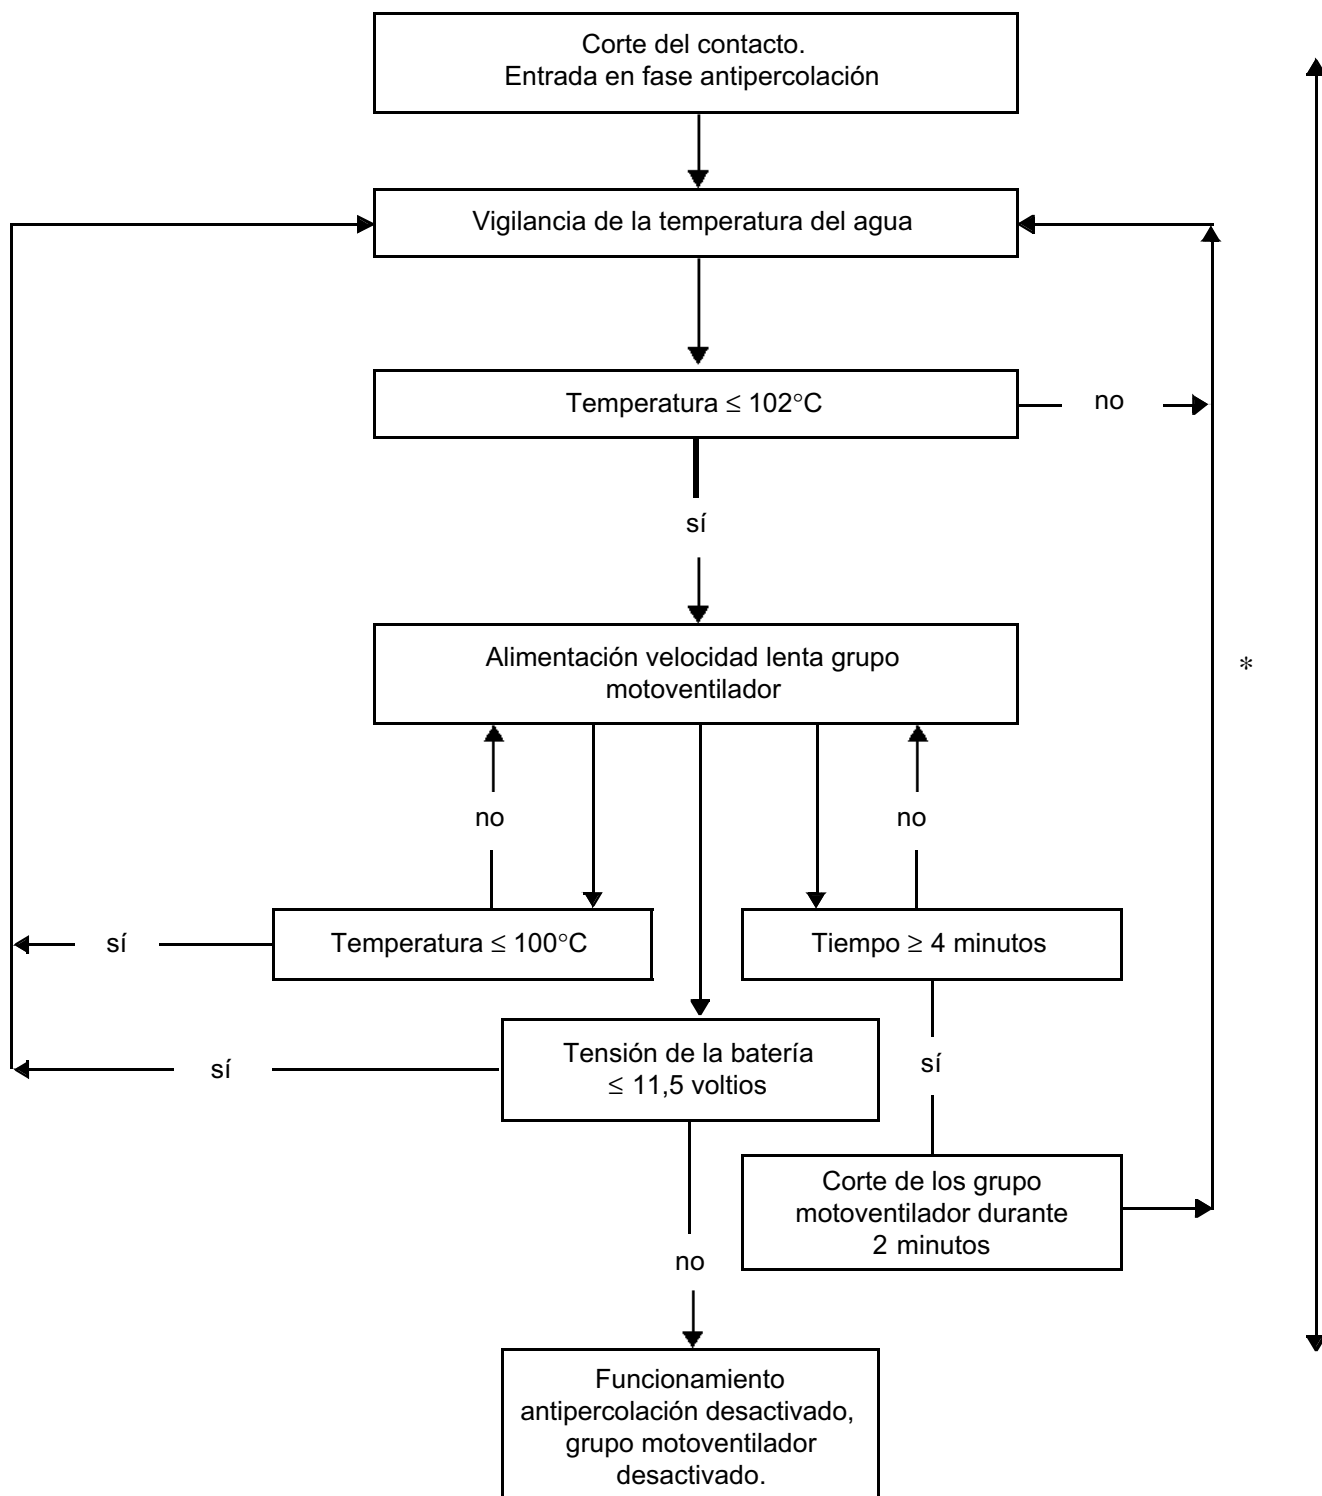 Corte del contacto.
Entrada en fase antipercolación
Vigilancia de la temperatura del agua
Temperatura ≤ 102°C
no
sí
Alimentación velocidad lenta grupo
motoventilador
*
no
no
sí
Temperatura ≤ 100°C
Tiempo ≥ 4 minutos
sí
Tensión de la batería
≤ 11,5 voltios
sí
Corte de los grupo
motoventilador durante
2 minutos
no
Funcionamiento
antipercolación desactivado,
grupo motoventilador
desactivado.